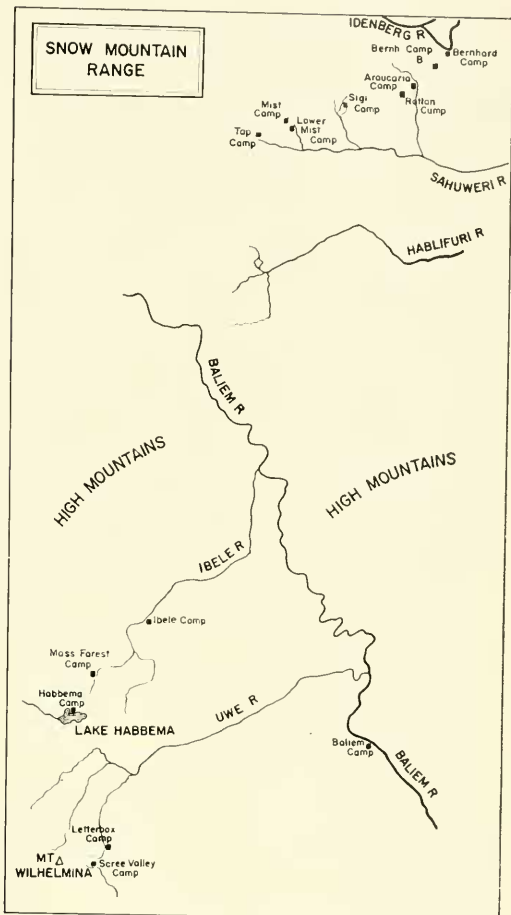 SNOW MOUNTAIN
RANGE
IDENBERG R
Bernh Camp
B
Bernhard
Camp
Araucaria
Camp
Rattan
Camp
Sigi
Camp
Mist
Camp
Lower
Mist
Camp
Top
Camp
SAHUWERI R
HABLIFURI R
BALIEM R
HIGH MOUNTAINS
HIGH MOUNTAINS
IBELE R
Ibele Camp
Moss Forest
Camp
Habbema
Camp
LAKE HABBEMA
UWE R
Baliem
Camp
BALIEM R
Letterbox
Camp
MT
WILHELMINA
Scree Valley
Camp